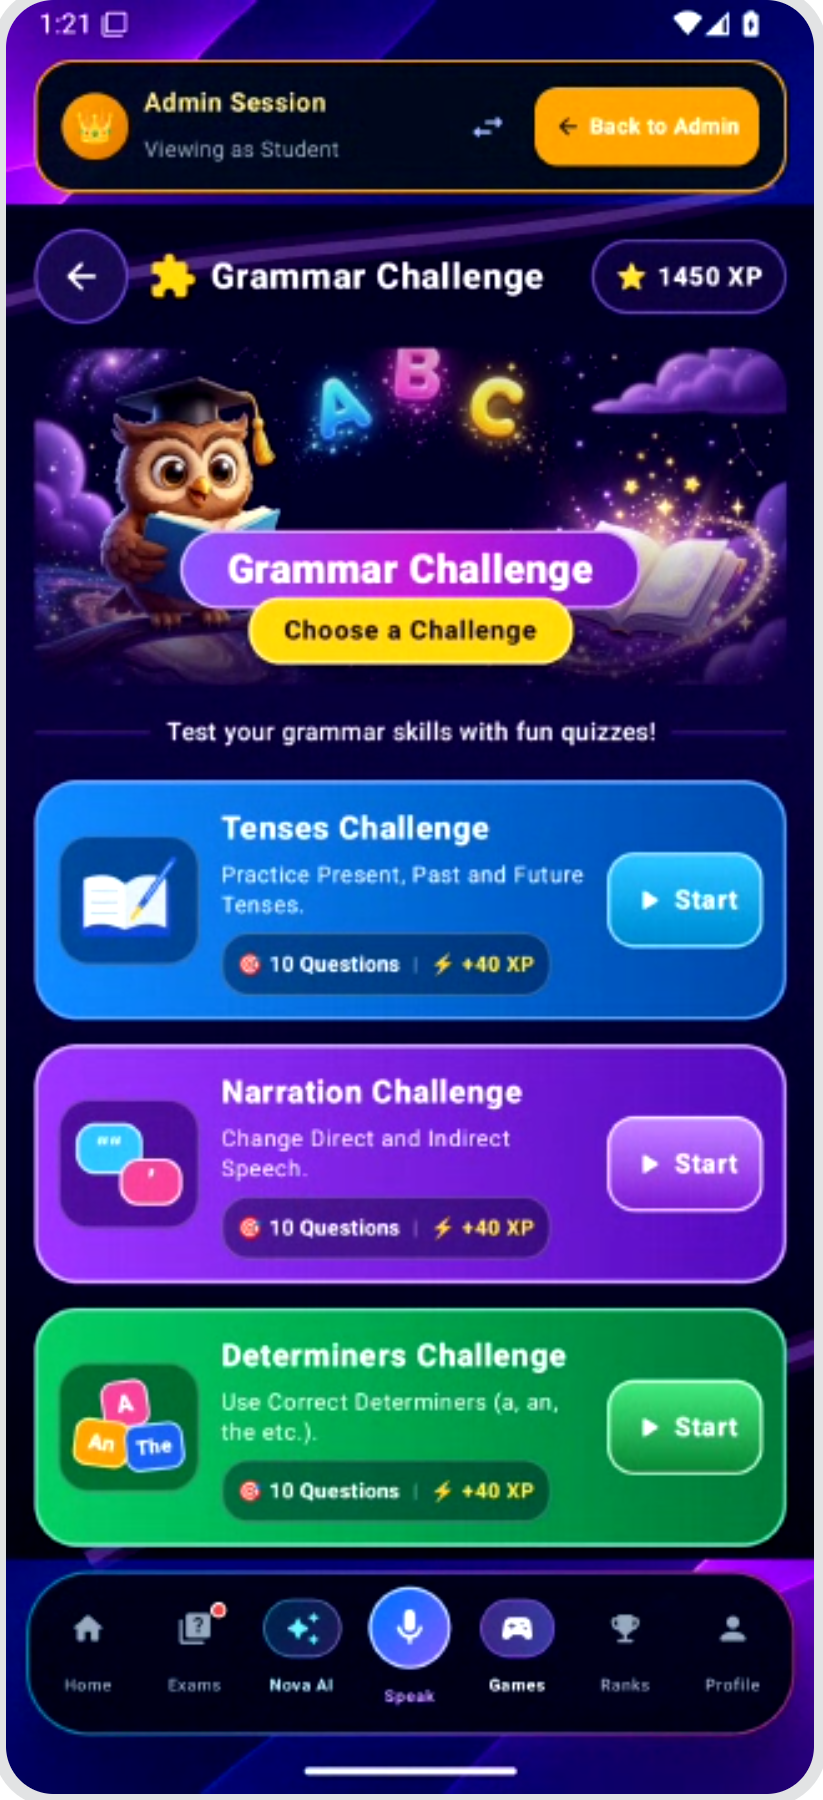 1:21
Admin Session
Viewing as Student
Back to Admin
Grammar Challenge
1450 XP
A B C
Grammar Challenge
Choose a Challenge
Test your grammar skills with fun quizzes!
Tenses Challenge
Practice Present, Past and Future
Tenses.
10 Questions | +40 XP
Start
Narration Challenge
Change Direct and Indirect
Speech.
10 Questions | +40 XP
Start
Determiners Challenge
Use Correct Determiners (a, an,
the etc.).
10 Questions | +40 XP
Start
A
An The
Home Exams Nova AI Speak Games Ranks Profile